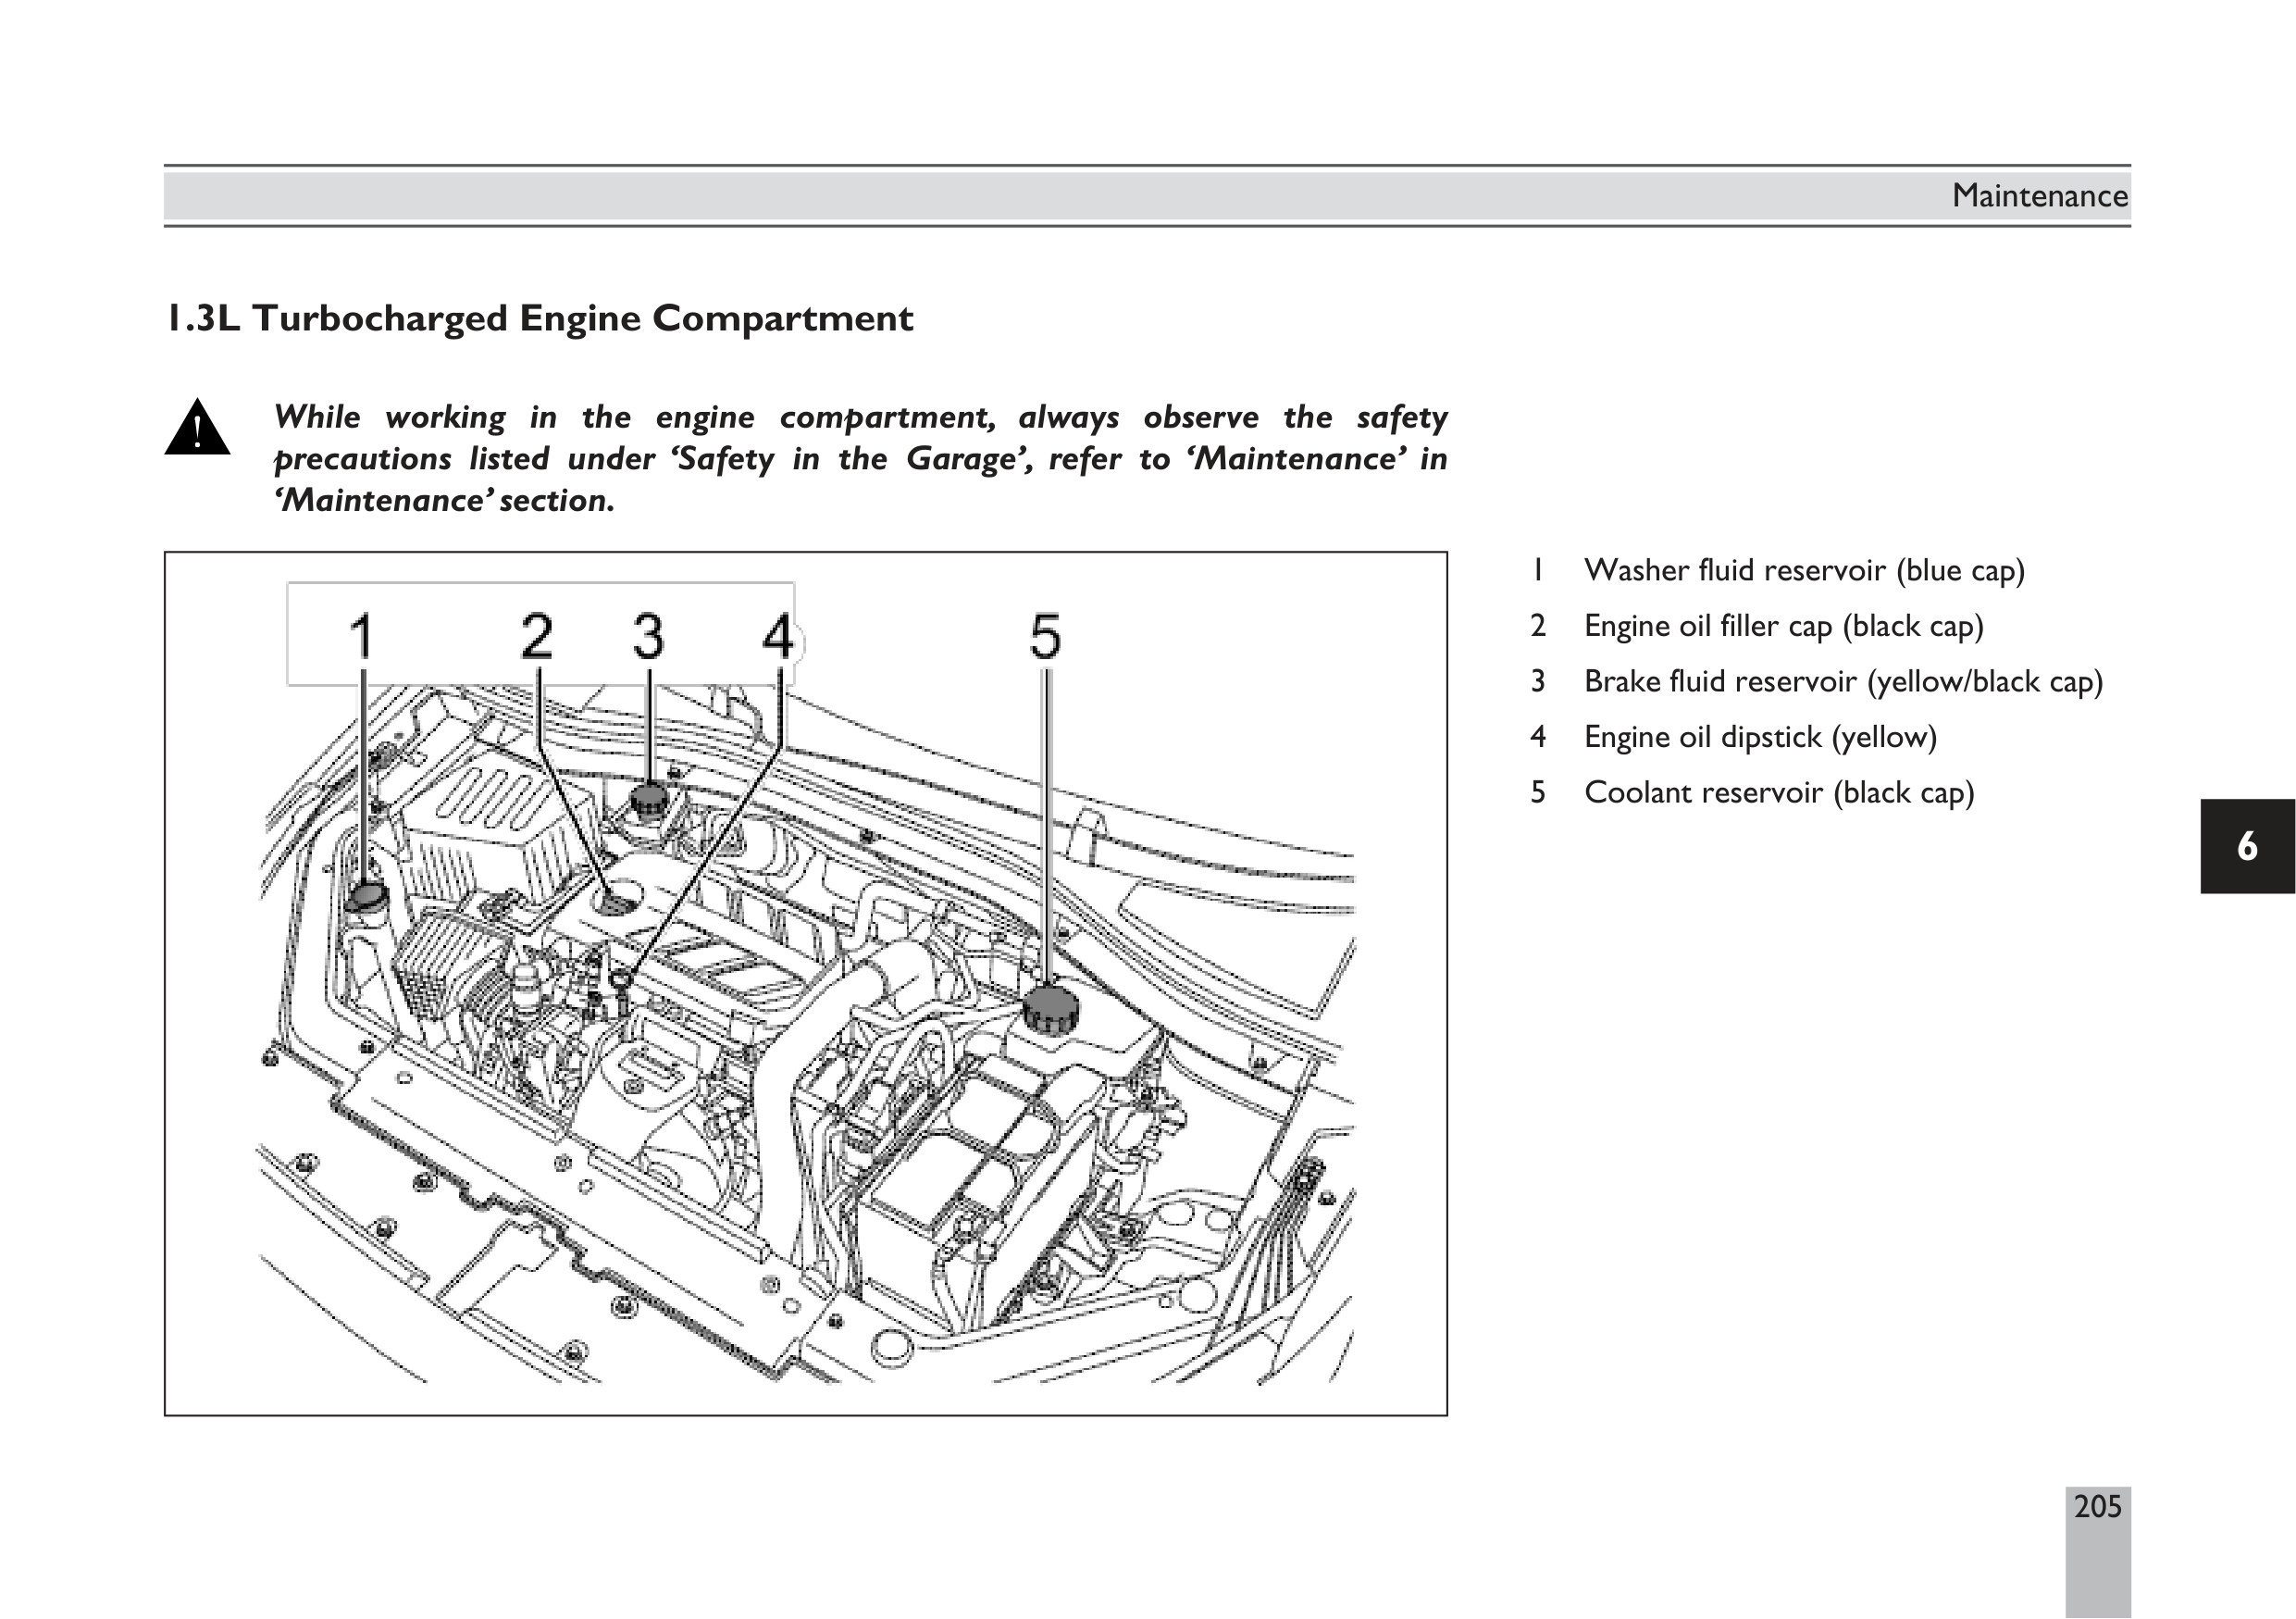 Maintenance
1.3L Turbocharged Engine Compartment
While working in the engine compartment, always observe the safety
precautions listed under ‘Safety in the Garage’, refer to ‘Maintenance’ in
‘Maintenance’ section.
1 2 3 4 5
1 Washer fluid reservoir (blue cap)
2 Engine oil filler cap (black cap)
3 Brake fluid reservoir (yellow/black cap)
4 Engine oil dipstick (yellow)
5 Coolant reservoir (black cap)
6
205